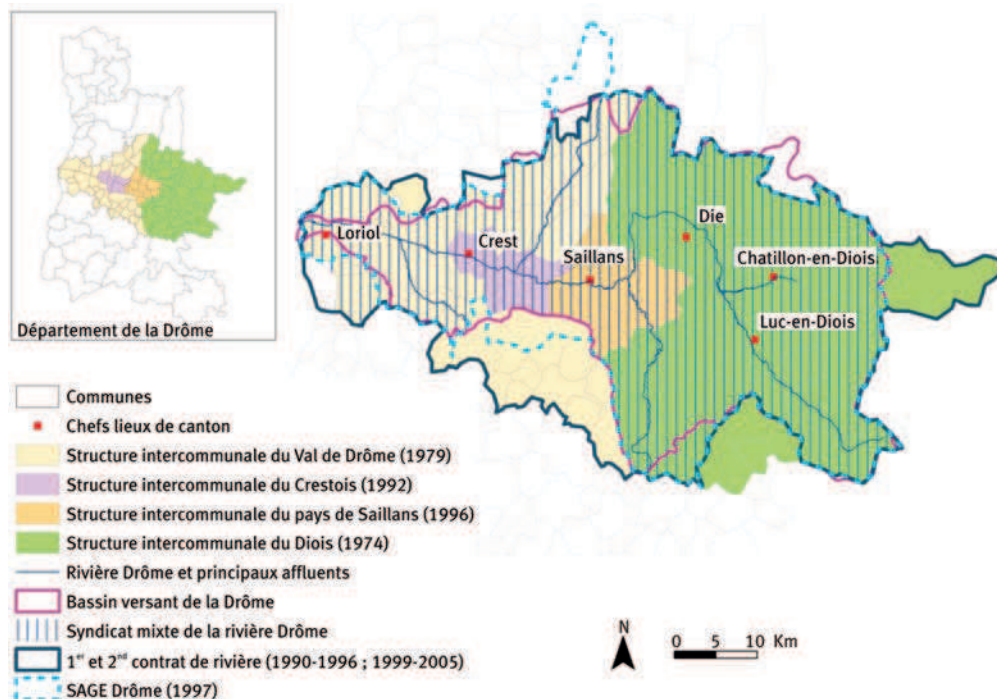 Département de la Drôme
Loriol
Crest
Saillans
Die
Chatillon-en-Diois
Luc-en-Diois
Communes
Chefs lieux de canton
Structure intercommunale du Val de Drôme (1979)
Structure intercommunale du Crestois (1992)
Structure intercommunale du pays de Saillans (1996)
Structure intercommunale du Diois (1974)
Rivière Drôme et principaux affluents
Bassin versant de la Drôme
Syndicat mixte de la rivière Drôme
1er et 2nd contrat de rivière (1990-1996 ; 1999-2005)
SAGE Drôme (1997)
N
0 5 10 Km